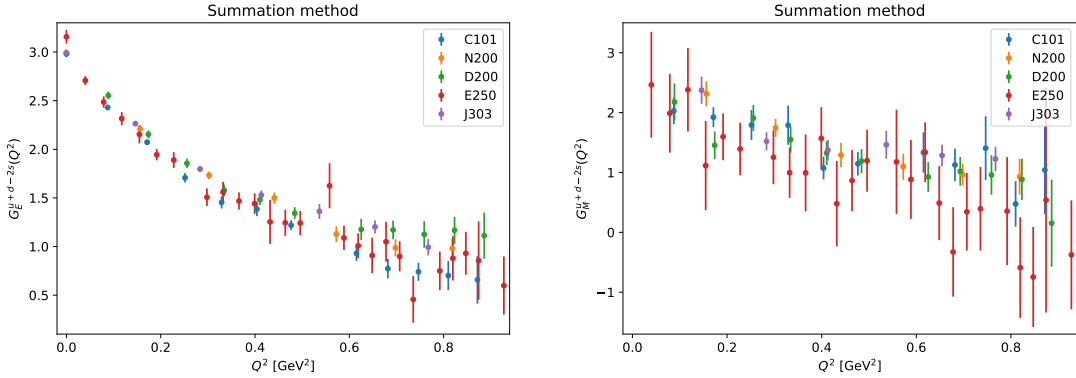 Summation method
G_E^{u+d−2s}(Q²)
3.0
2.5
2.0
1.5
1.0
0.5
C101
N200
D200
E250
J303
0.0 0.2 0.4 0.6 0.8
Q² [GeV²]
Summation method
G_M^{u+d−2s}(Q²)
3
2
1
0
−1
C101
N200
D200
E250
J303
0.0 0.2 0.4 0.6 0.8
Q² [GeV²]